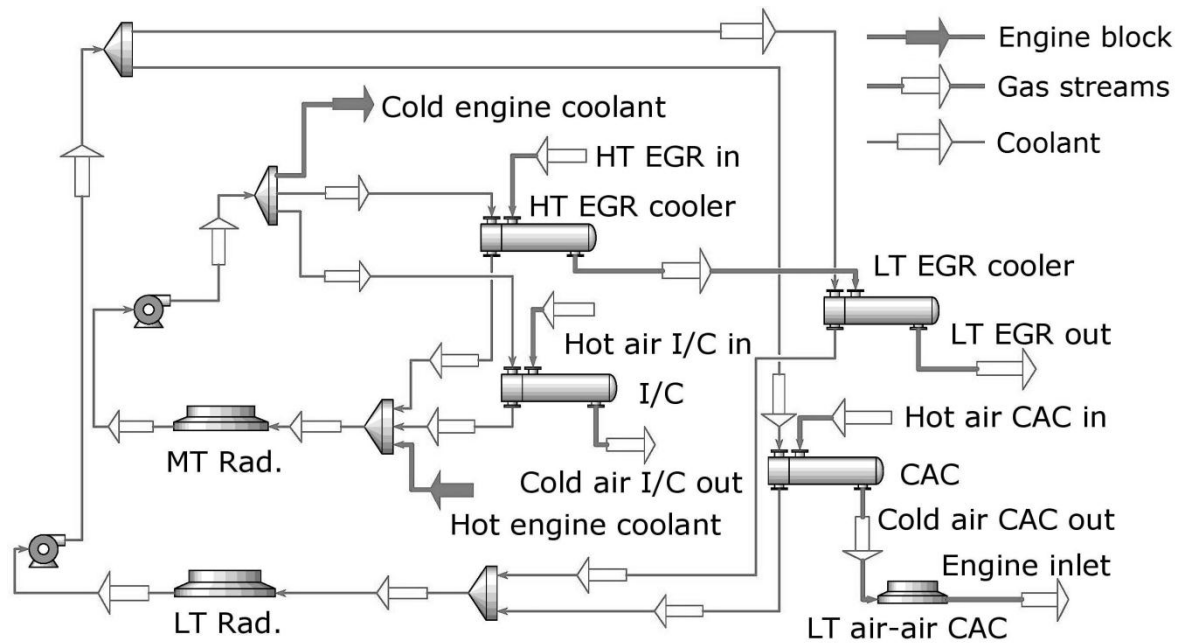 Engine block
Gas streams
Coolant
Cold engine coolant
HT EGR in
HT EGR cooler
LT EGR cooler
LT EGR out
Hot air I/C in
I/C
Hot air CAC in
MT Rad.
Cold air I/C out
CAC
Hot engine coolant
Cold air CAC out
Engine inlet
LT Rad.
LT air-air CAC